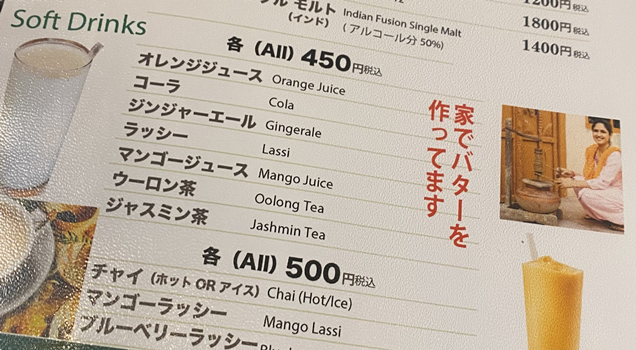 1200円税込
モルト Indian Fusion Single Malt 1800円税込
(インド) (アルコール分 50%) 1400円税込
Soft Drinks
各 (All) 450円税込
オレンジジュース Orange Juice
コーラ Cola
ジンジャーエール Gingerale
ラッシー Lassi
マンゴージュース Mango Juice
ウーロン茶 Oolong Tea
ジャスミン茶 Jashmin Tea
家でバターを
作ってます
各 (All) 500円税込
チャイ (ホット OR アイス) Chai (Hot/Ice)
マンゴーラッシー Mango Lassi
ブルーベリーラッシー